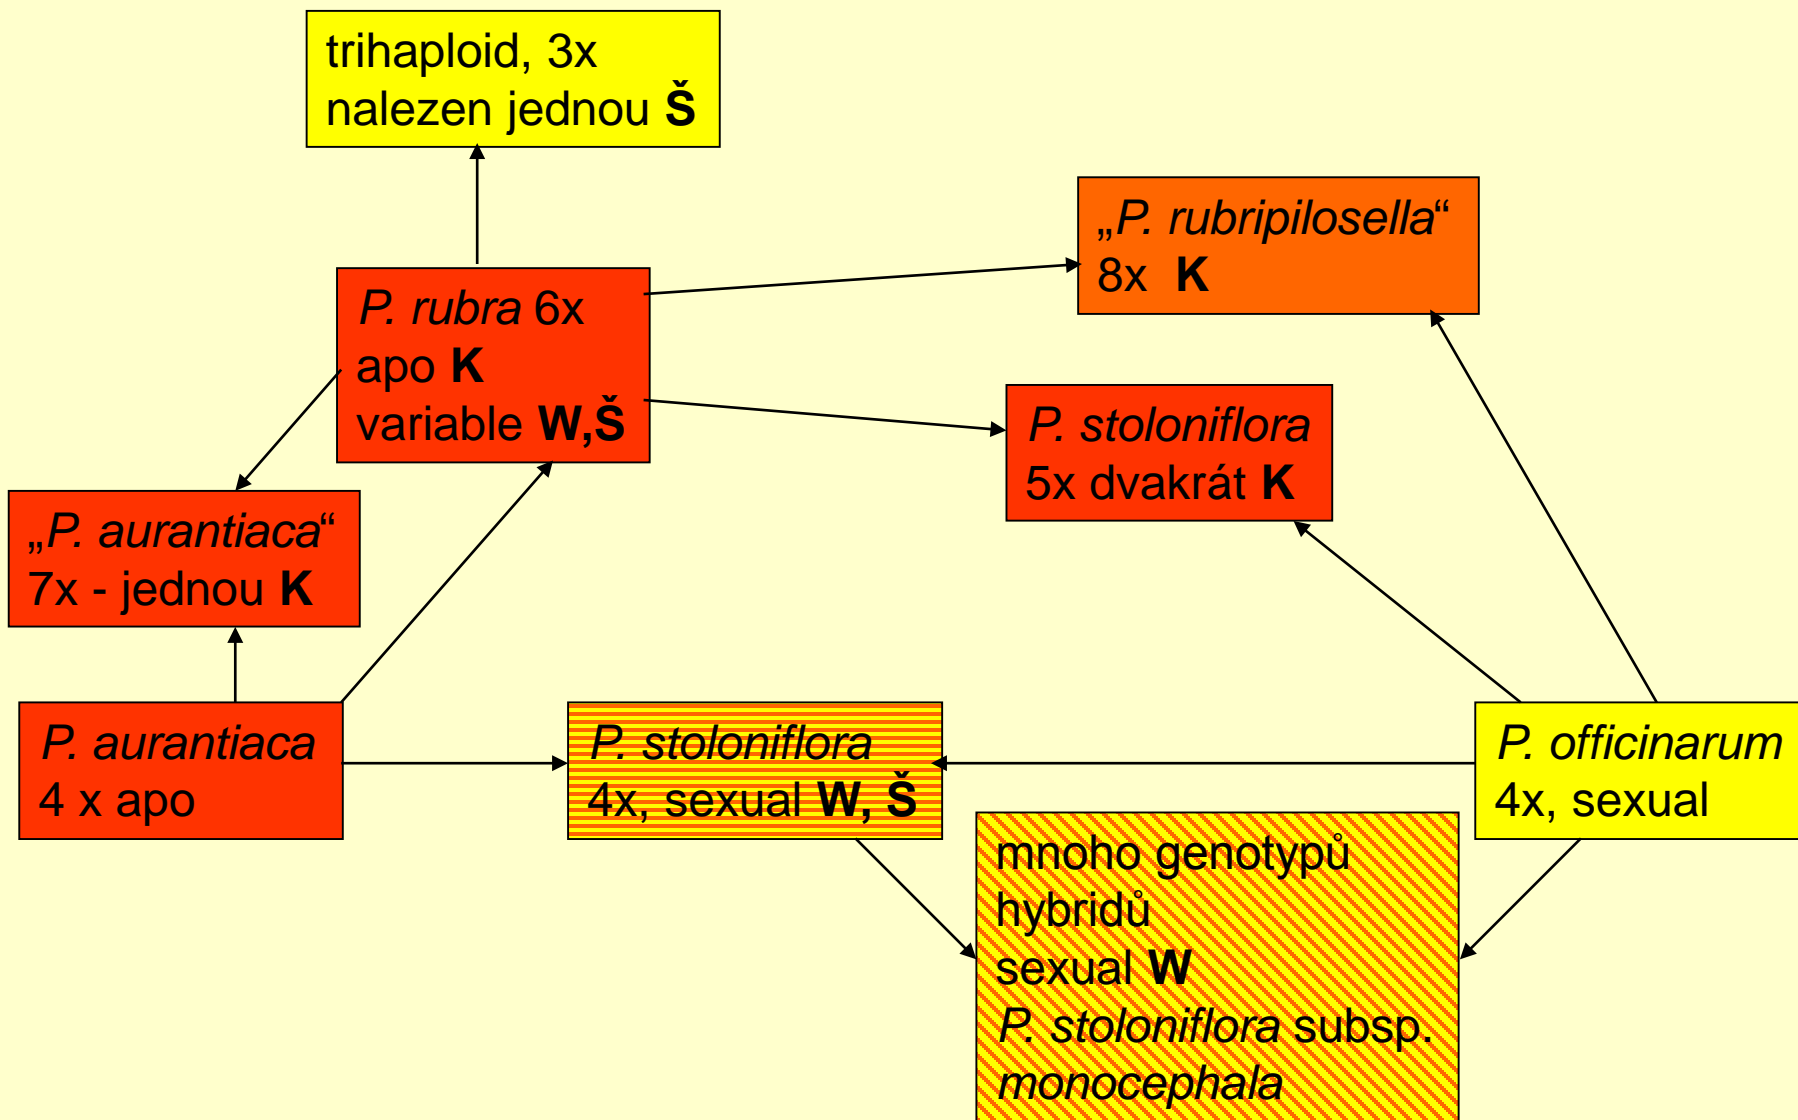 trihaploid, 3x
nalezen jednou Š
„P. rubripilosella“
8x K
P. rubra 6x
apo K
variable W,Š
P. stoloniflora
5x dvakrát K
„P. aurantiaca“
7x - jednou K
P. aurantiaca
4 x apo
P. stoloniflora
4x, sexual W, Š
P. officinarum
4x, sexual
mnoho genotypů
hybridů
sexual W
P. stoloniflora subsp.
monocephala